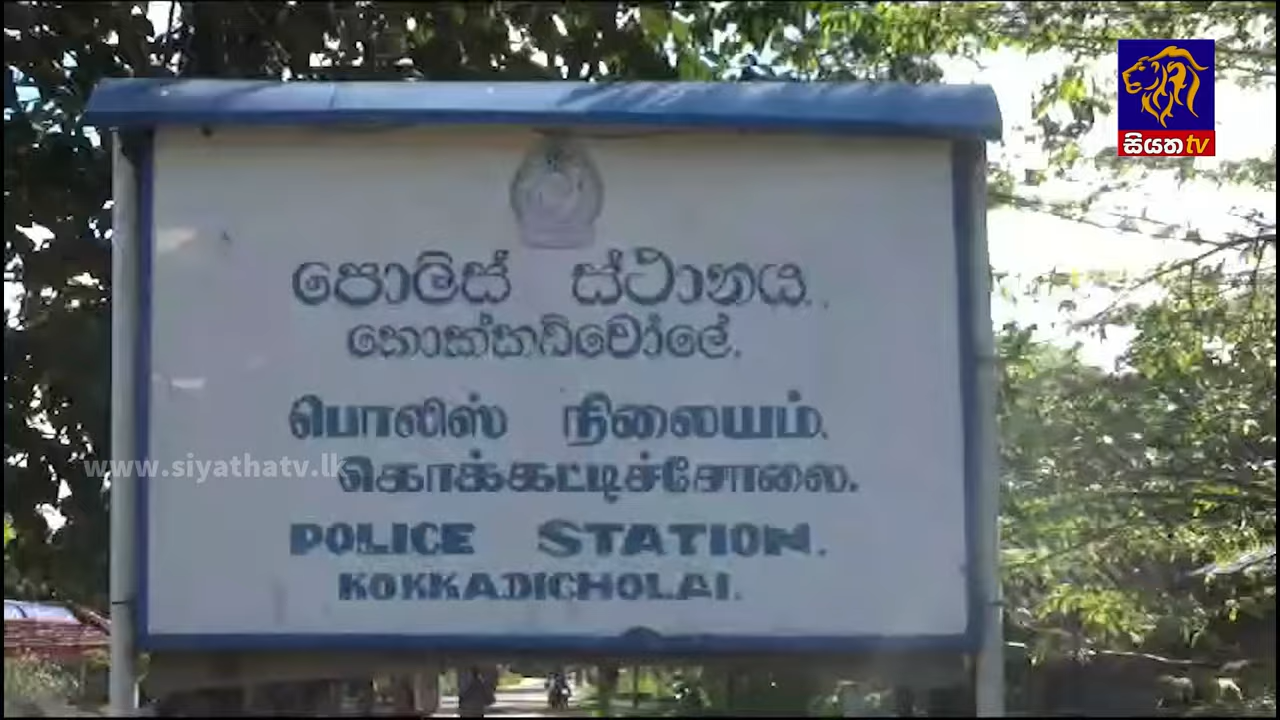 සියත tv
පොලිස් ස්ථානය.
කොක්කඩිචෝලේ.
பொலிஸ் நிலையம்.
www.siyathatv.lk
கொக்கட்டிச்சோலை.
POLICE STATION.
KOKKADICHOLAI.